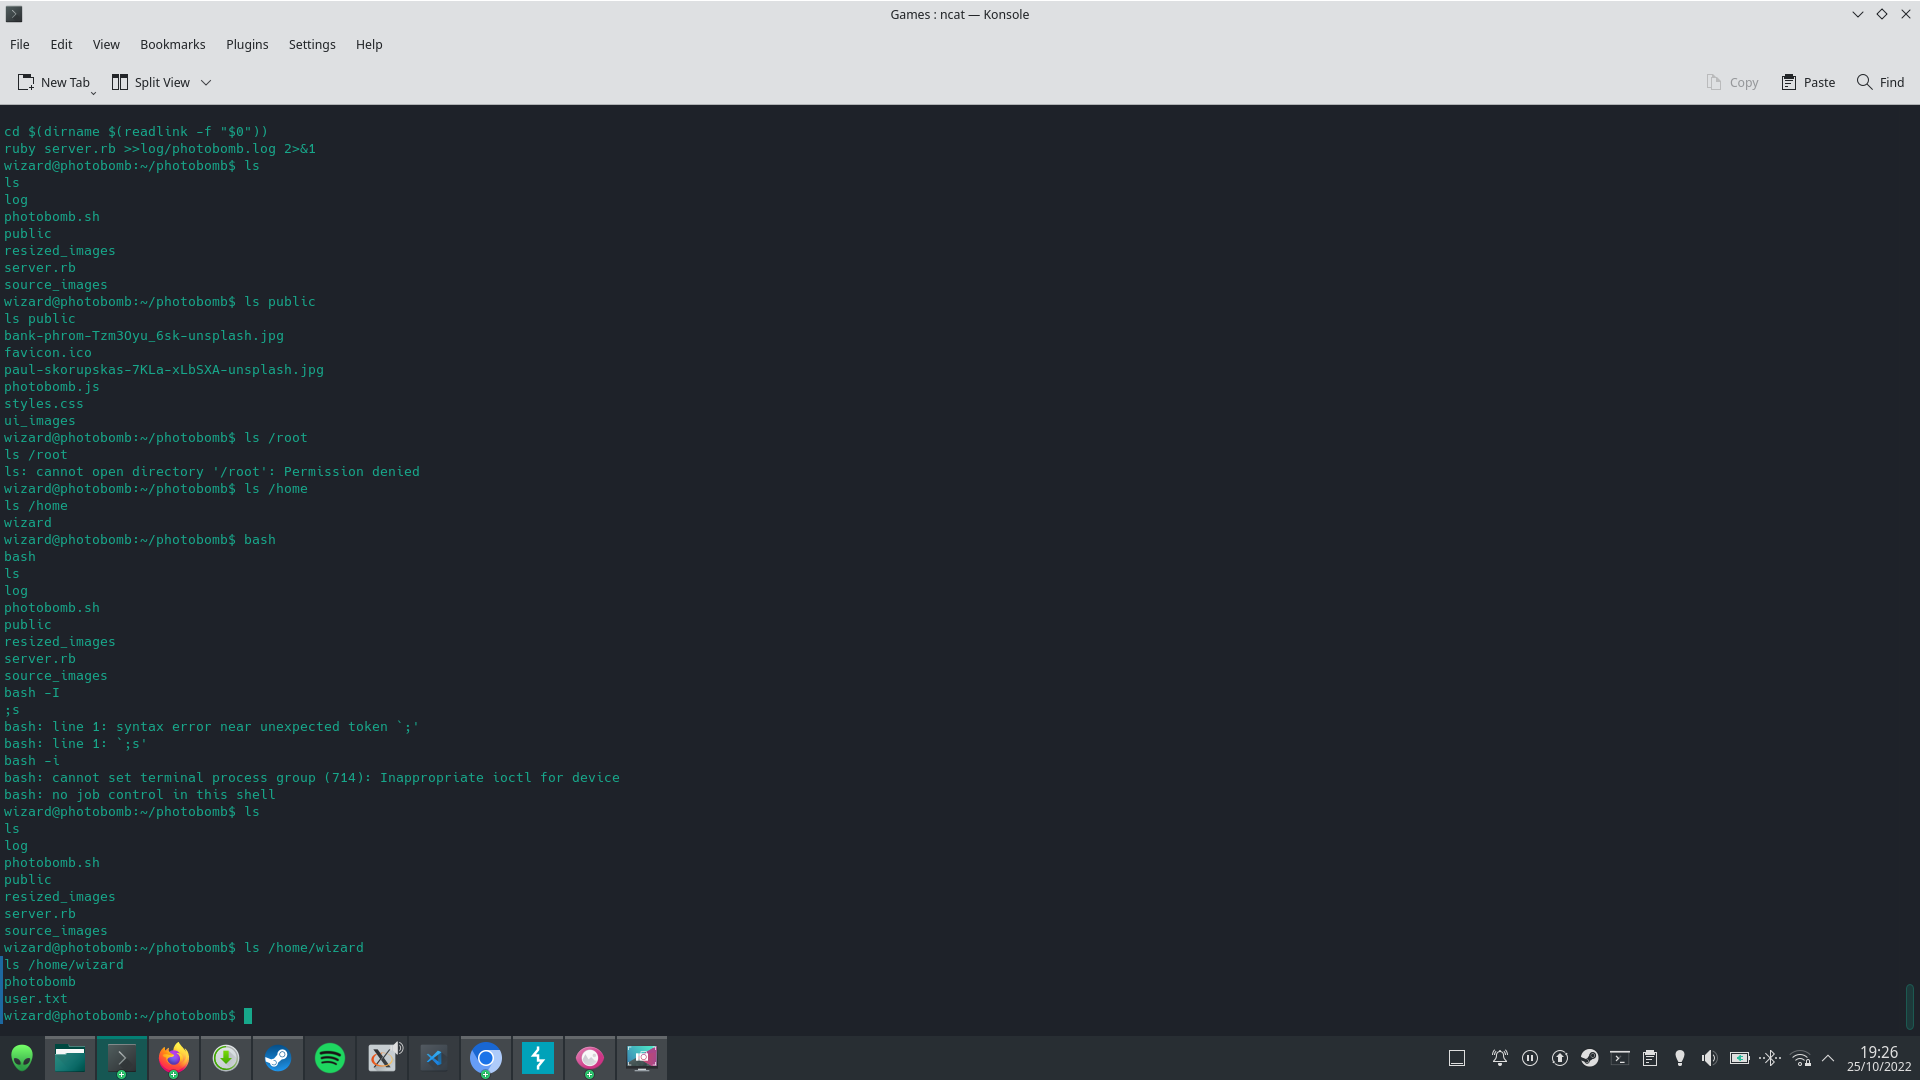 Games : ncat — Konsole
File Edit View Bookmarks Plugins Settings Help
New Tab Split View Copy Paste Find
cd $(dirname $(readlink -f "$0"))
ruby server.rb >>log/photobomb.log 2>&1
wizard@photobomb:~/photobomb$ ls
ls
log
photobomb.sh
public
resized_images
server.rb
source_images
wizard@photobomb:~/photobomb$ ls public
ls public
bank-phrom-Tzm3Oyu_6sk-unsplash.jpg
favicon.ico
paul-skorupskas-7KLa-xLbSXA-unsplash.jpg
photobomb.js
styles.css
ui_images
wizard@photobomb:~/photobomb$ ls /root
ls /root
ls: cannot open directory '/root': Permission denied
wizard@photobomb:~/photobomb$ ls /home
ls /home
wizard
wizard@photobomb:~/photobomb$ bash
bash
ls
log
photobomb.sh
public
resized_images
server.rb
source_images
bash -I
;s
bash: line 1: syntax error near unexpected token `;'
bash: line 1: `;s'
bash -i
bash: cannot set terminal process group (714): Inappropriate ioctl for device
bash: no job control in this shell
wizard@photobomb:~/photobomb$ ls
ls
log
photobomb.sh
public
resized_images
server.rb
source_images
wizard@photobomb:~/photobomb$ ls /home/wizard
ls /home/wizard
photobomb
user.txt
wizard@photobomb:~/photobomb$
19:26
25/10/2022